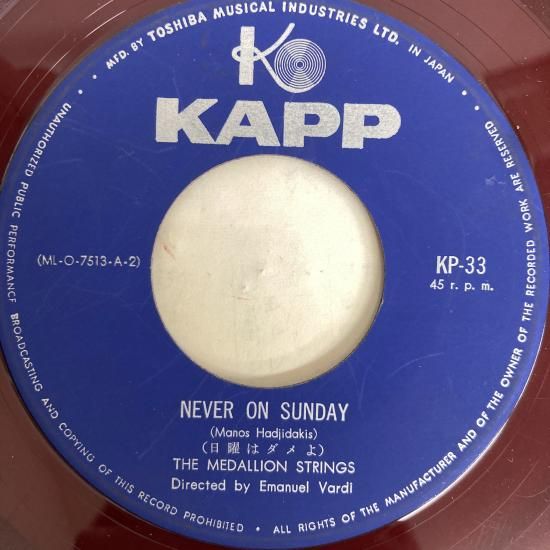 • MFD. BY TOSHIBA MUSICAL INDUSTRIES LTD. IN JAPAN •
K
KAPP
(ML-O-7513-A-2)
KP-33
45 r. p. m.
NEVER ON SUNDAY
(Manos Hadjidakis)
(日曜はダメよ)
THE MEDALLION STRINGS
Directed by Emanuel Vardi
• UNAUTHORIZED PUBLIC PERFORMANCE BROADCASTING AND COPYING OF THIS RECORD PROHIBITED • ALL RIGHTS OF THE MANUFACTURER AND OF THE OWNER OF THE RECORDED WORK ARE RESERVED •